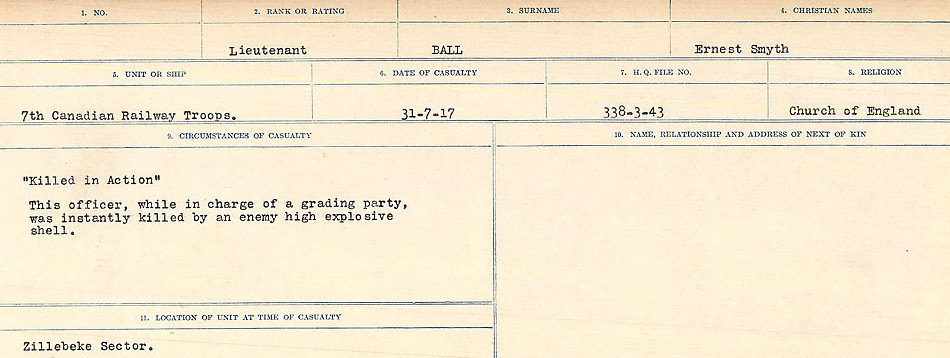 1. NO. 2. RANK OR RATING 3. SURNAME 4. CHRISTIAN NAMES
Lieutenant BALL Ernest Smyth
5. UNIT OR SHIP 6. DATE OF CASUALTY 7. H. Q. FILE NO. 8. RELIGION
7th Canadian Railway Troops. 31-7-17 338-3-43 Church of England
9. CIRCUMSTANCES OF CASUALTY 10. NAME, RELATIONSHIP AND ADDRESS OF NEXT OF KIN
"Killed in Action"
This officer, while in charge of a grading party,
was instantly killed by an enemy high explosive
shell.
11. LOCATION OF UNIT AT TIME OF CASUALTY
Zillebeke Sector.